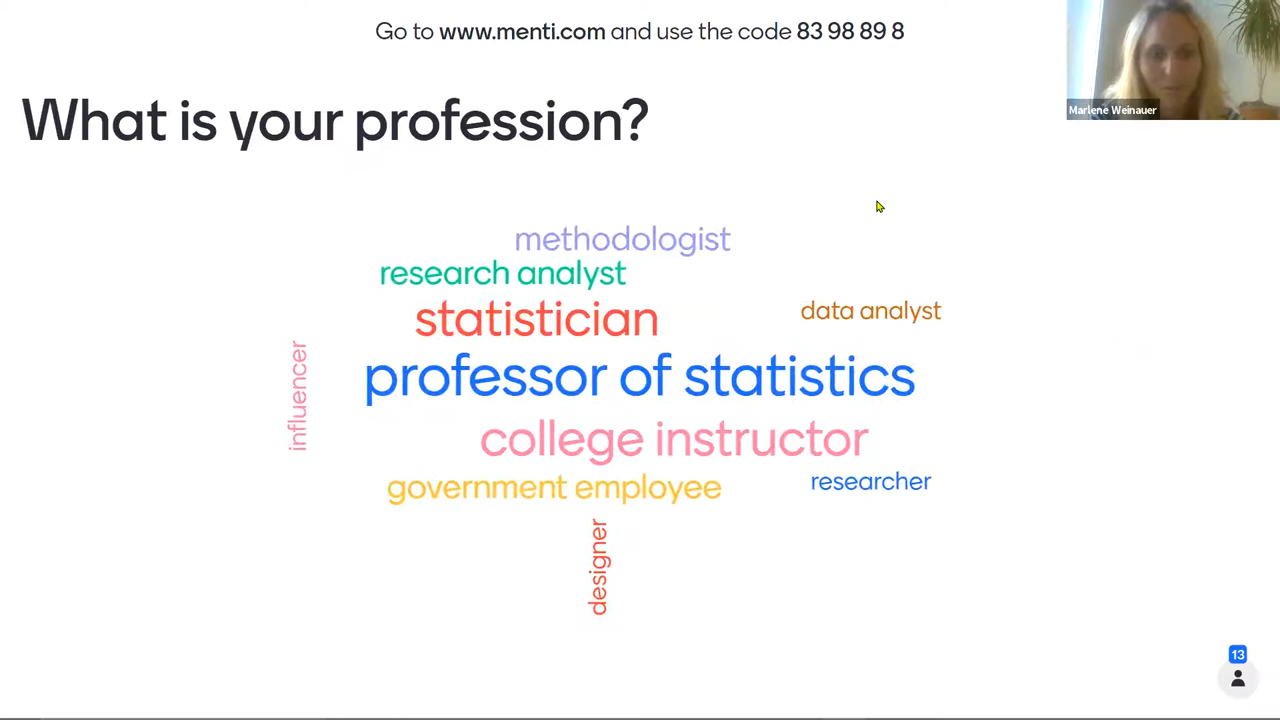 Go to www.menti.com and use the code 83 98 89 8
Marlene Weinauer
What is your profession?
methodologist
research analyst
statistician
data analyst
influencer
professor of statistics
college instructor
government employee
researcher
designer
13